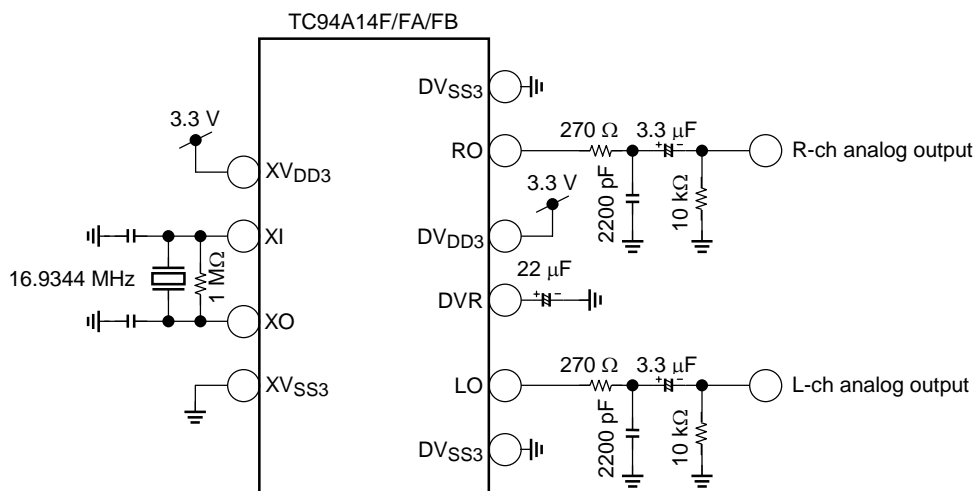 TC94A14F/FA/FB
DVSS3
3.3 V
270 Ω
3.3 μF
RO
R-ch analog output
XVDD3
2200 pF
10 kΩ
3.3 V
XI
DVDD3
16.9344 MHz
1 MΩ
22 μF
DVR
XO
270 Ω
3.3 μF
XVSS3
LO
L-ch analog output
2200 pF
10 kΩ
DVSS3